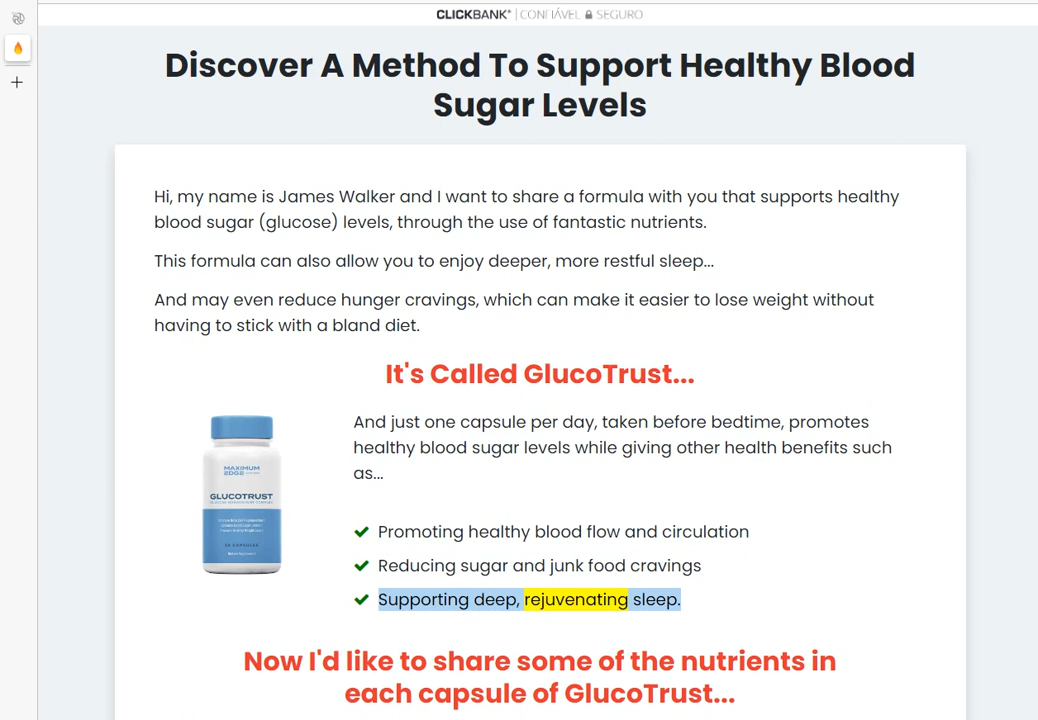 CLICKBANK® | CONFIÁVEL SEGURO
Discover A Method To Support Healthy Blood
Sugar Levels
Hi, my name is James Walker and I want to share a formula with you that supports healthy
blood sugar (glucose) levels, through the use of fantastic nutrients.
This formula can also allow you to enjoy deeper, more restful sleep...
And may even reduce hunger cravings, which can make it easier to lose weight without
having to stick with a bland diet.
It's Called GlucoTrust...
MAXIMUM
EDGE
GLUCOTRUST
And just one capsule per day, taken before bedtime, promotes
healthy blood sugar levels while giving other health benefits such
as...
Promoting healthy blood flow and circulation
Reducing sugar and junk food cravings
Supporting deep, rejuvenating sleep.
Now I'd like to share some of the nutrients in
each capsule of GlucoTrust...